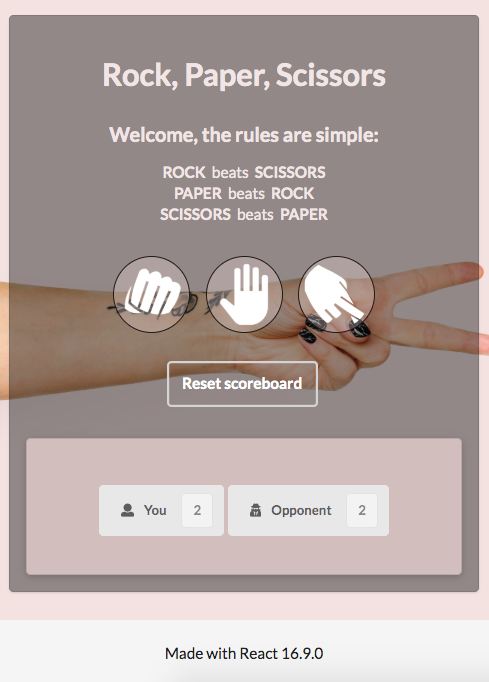 Rock, Paper, Scissors
Welcome, the rules are simple:
ROCK beats SCISSORS
PAPER beats ROCK
SCISSORS beats PAPER
Reset scoreboard
You 2 Opponent 2
Made with React 16.9.0